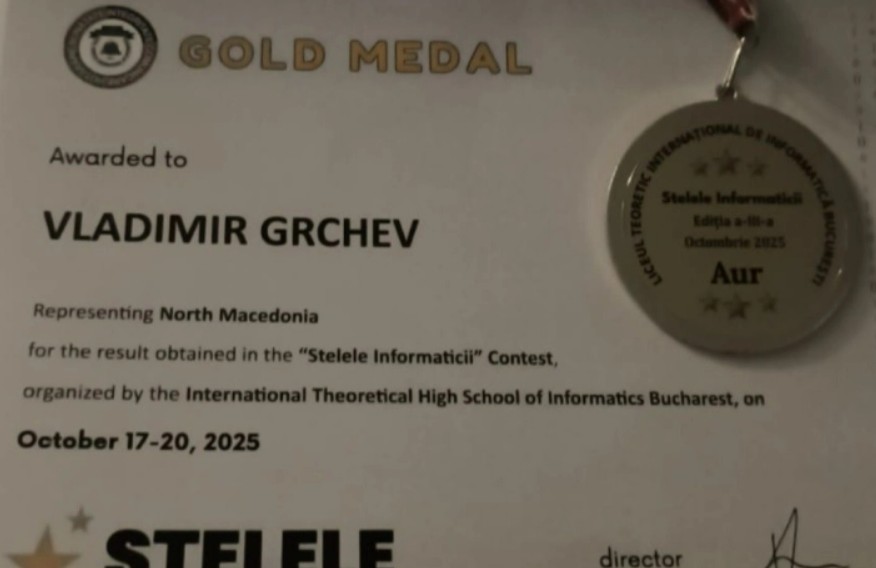 GOLD MEDAL
Awarded to
VLADIMIR GRCHEV
Representing North Macedonia
for the result obtained in the “Stelele Informaticii” Contest,
organized by the International Theoretical High School of Informatics Bucharest, on
October 17-20, 2025
STELELE
director
LICEUL TEORETIC INTERNAȚIONAL DE INFORMATICĂ BUCUREȘTI
Stelele Informaticii
Ediția a-III-a
Octombrie 2025
Aur